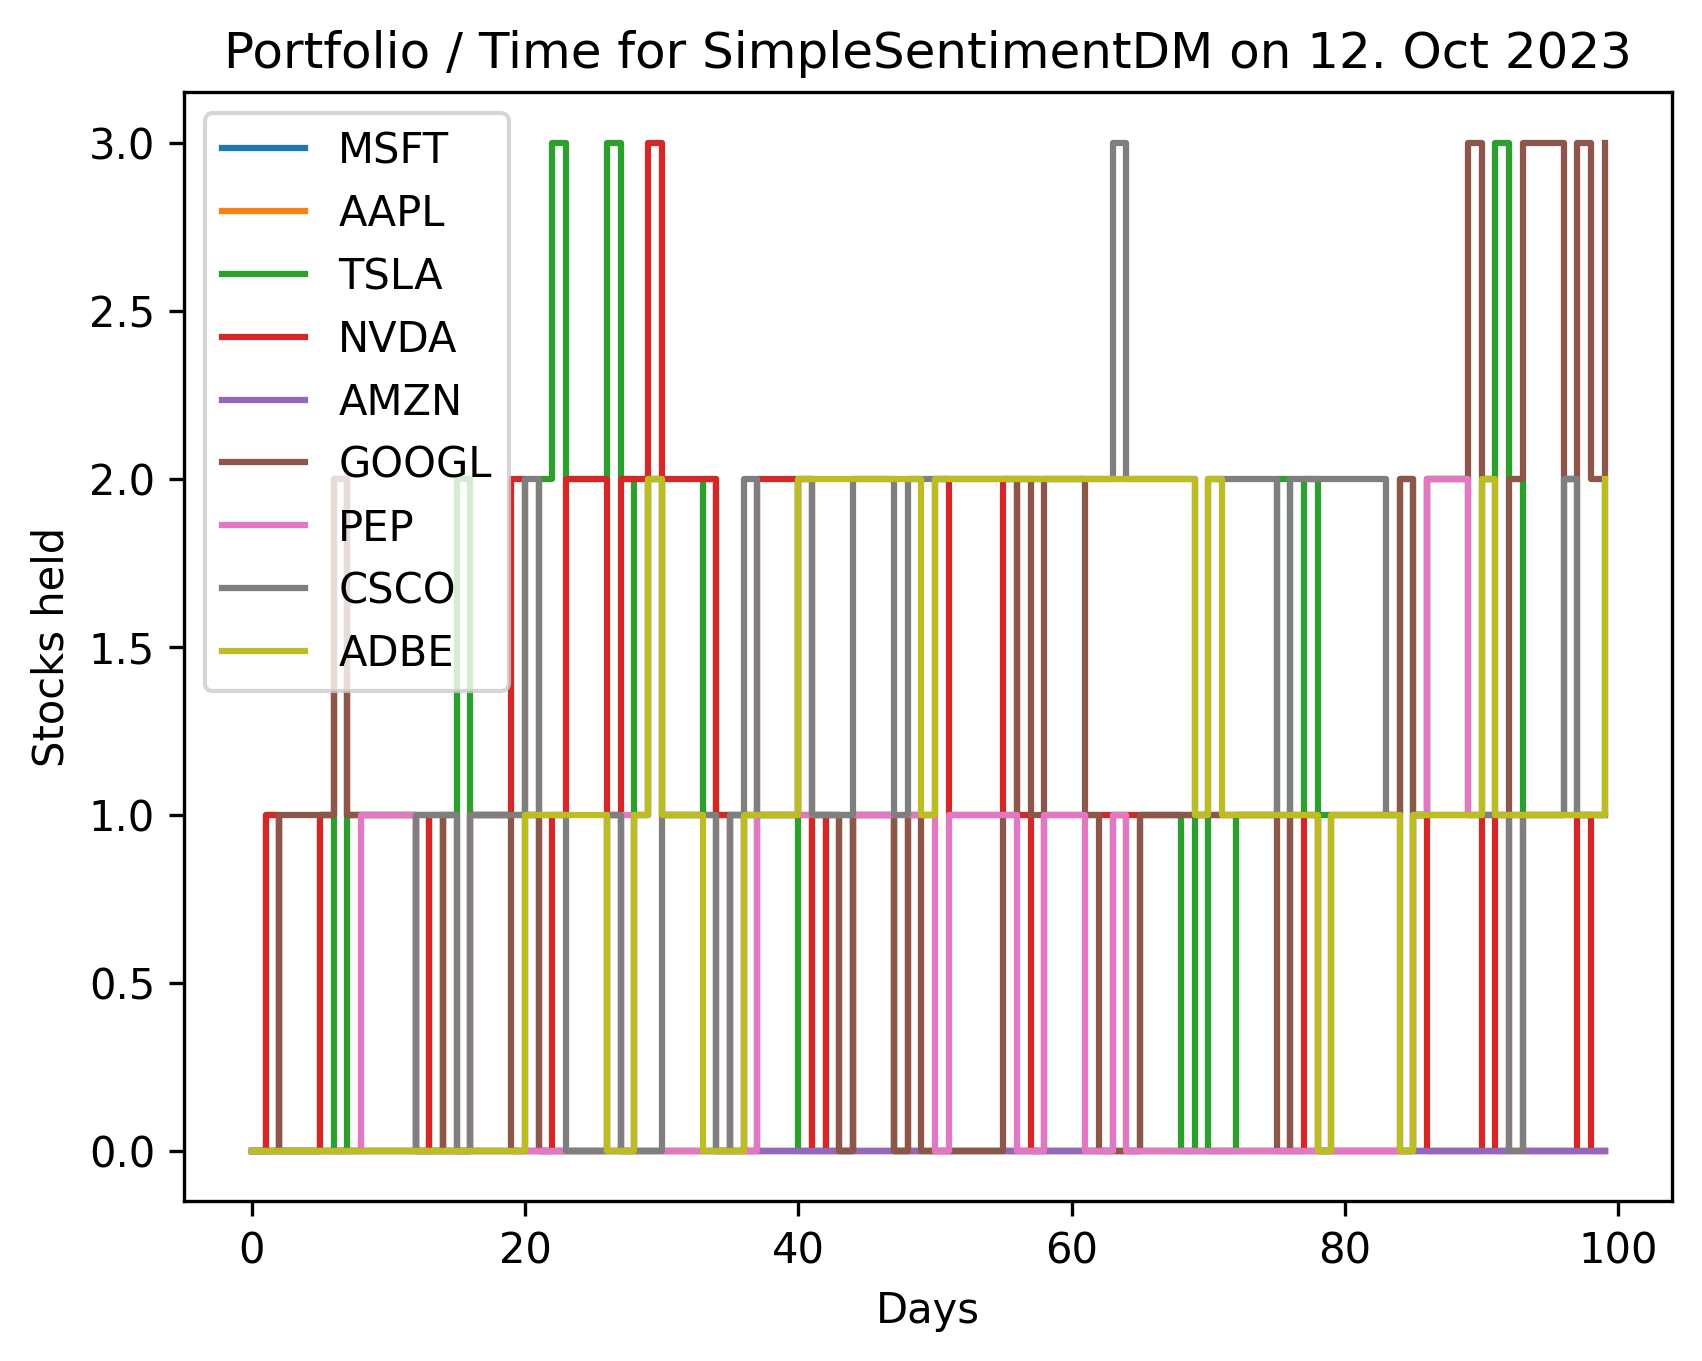 Portfolio / Time for SimpleSentimentDM on 12. Oct 2023
3.0
2.5
2.0
1.5
1.0
0.5
0.0
Stocks held
MSFT
AAPL
TSLA
NVDA
AMZN
GOOGL
PEP
CSCO
ADBE
0 20 40 60 80 100
Days